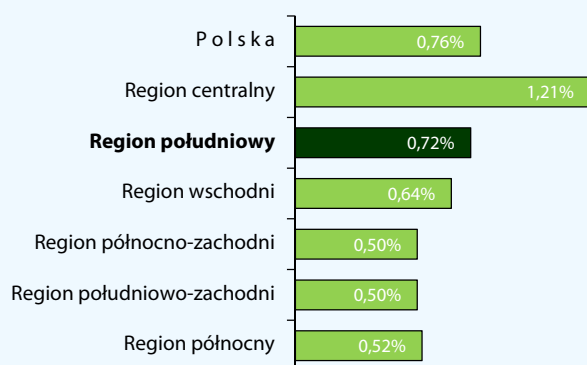 P o l s k a 0,76%
Region centralny 1,21%
Region południowy 0,72%
Region wschodni 0,64%
Region północno-zachodni 0,50%
Region południowo-zachodni 0,50%
Region północny 0,52%